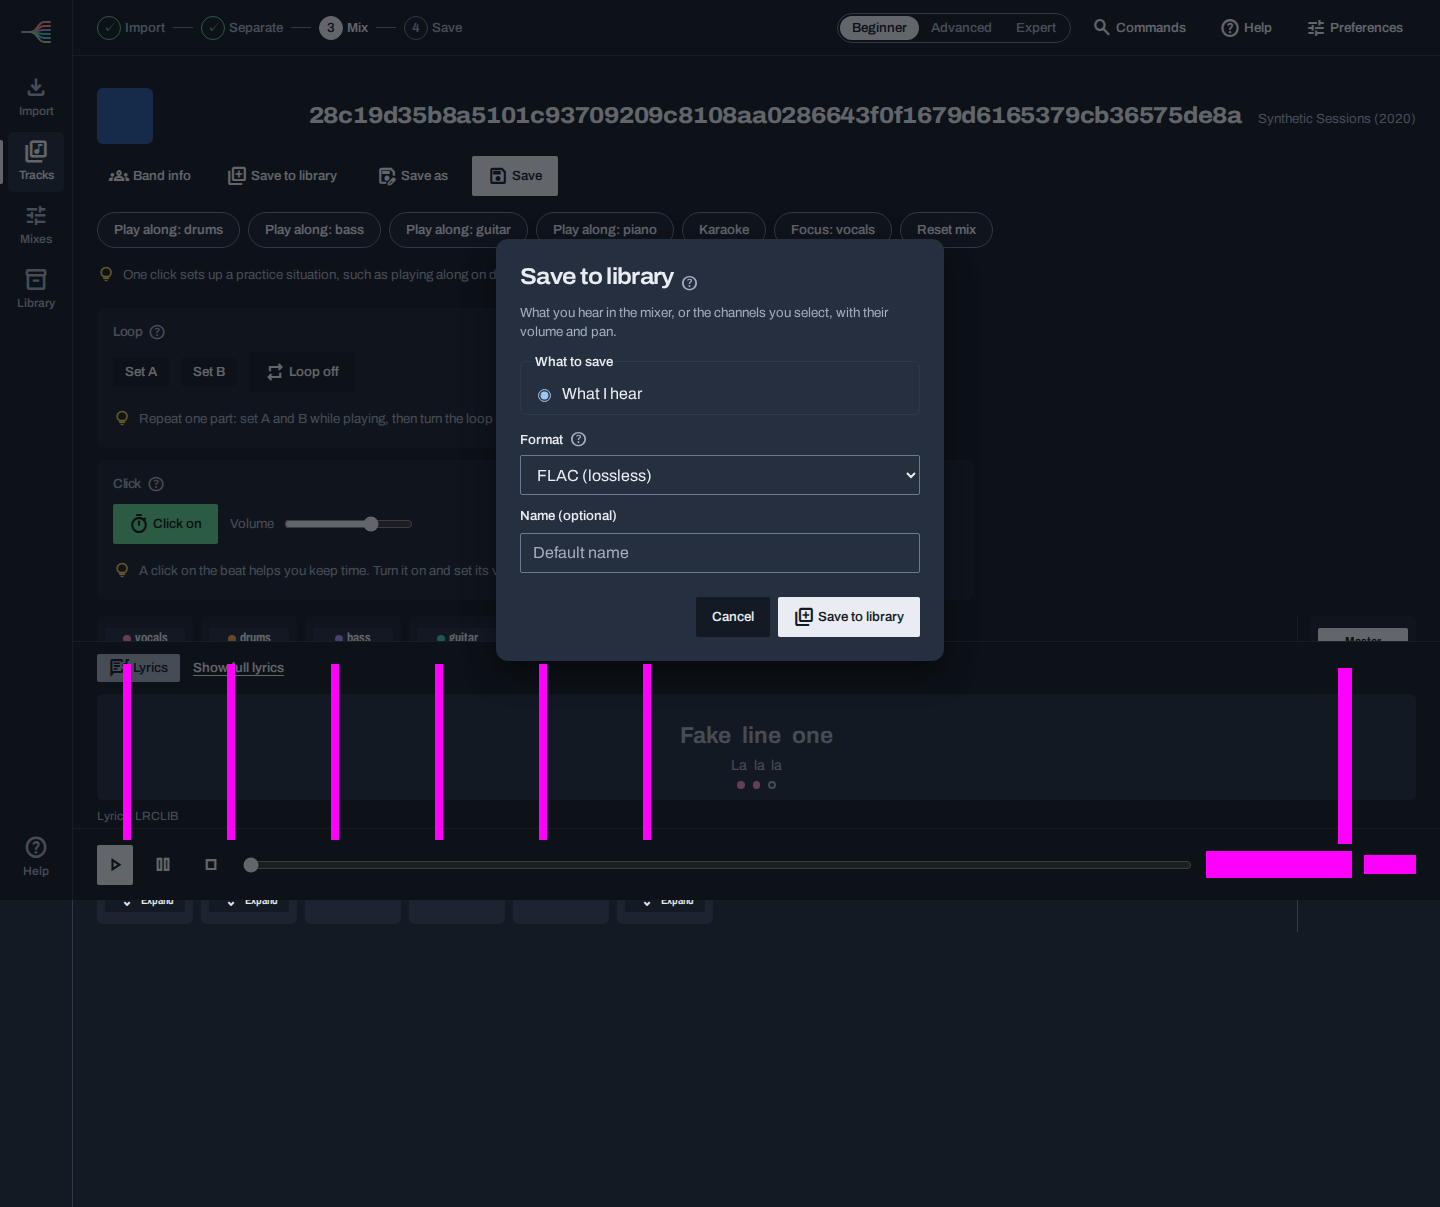 Import
Separate
3 Mix
4 Save
Beginner
Advanced
Expert
Commands
Help
Preferences
Import
Tracks
Mixes
Library
Help
28c19d35b8a5101c93709209c8108aa0286643f0f1679d6165379cb36575de8a
Synthetic Sessions (2020)
Band info
Save to library
Save as
Save
Play along: drums
Play along: bass
Play along: guitar
Play along: piano
Karaoke
Focus: vocals
Reset mix
One click sets up a practice situation, such as playing along on
Loop
Set A
Set B
Loop off
Repeat one part: set A and B while playing, then turn the loop
Click
Click on
Volume
A click on the beat helps you keep time. Turn it on and set its
vocals
drums
bass
guitar
Master
Save to library
What you hear in the mixer, or the channels you select, with their
volume and pan.
What to save
What I hear
Format
FLAC (lossless)
Name (optional)
Default name
Cancel
Save to library
Lyrics
Show full lyrics
Fake line one
La la la
Lyrics LRCLIB
Expand
Expand
Expand